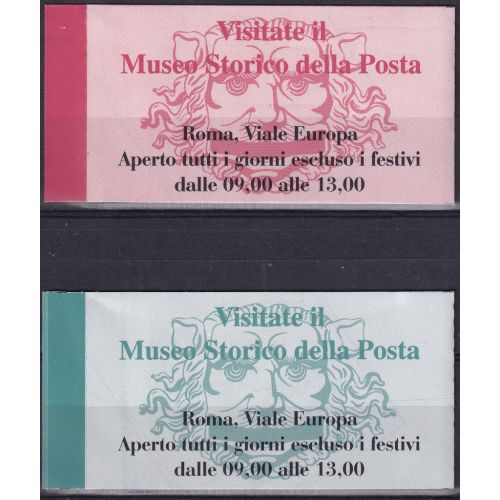 Visitate il
Museo Storico della Posta
Roma, Viale Europa
Aperto tutti i giorni escluso i festivi
dalle 09,00 alle 13,00
Visitate il
Museo Storico della Posta
Roma, Viale Europa
Aperto tutti i giorni escluso i festivi
dalle 09,00 alle 13,00